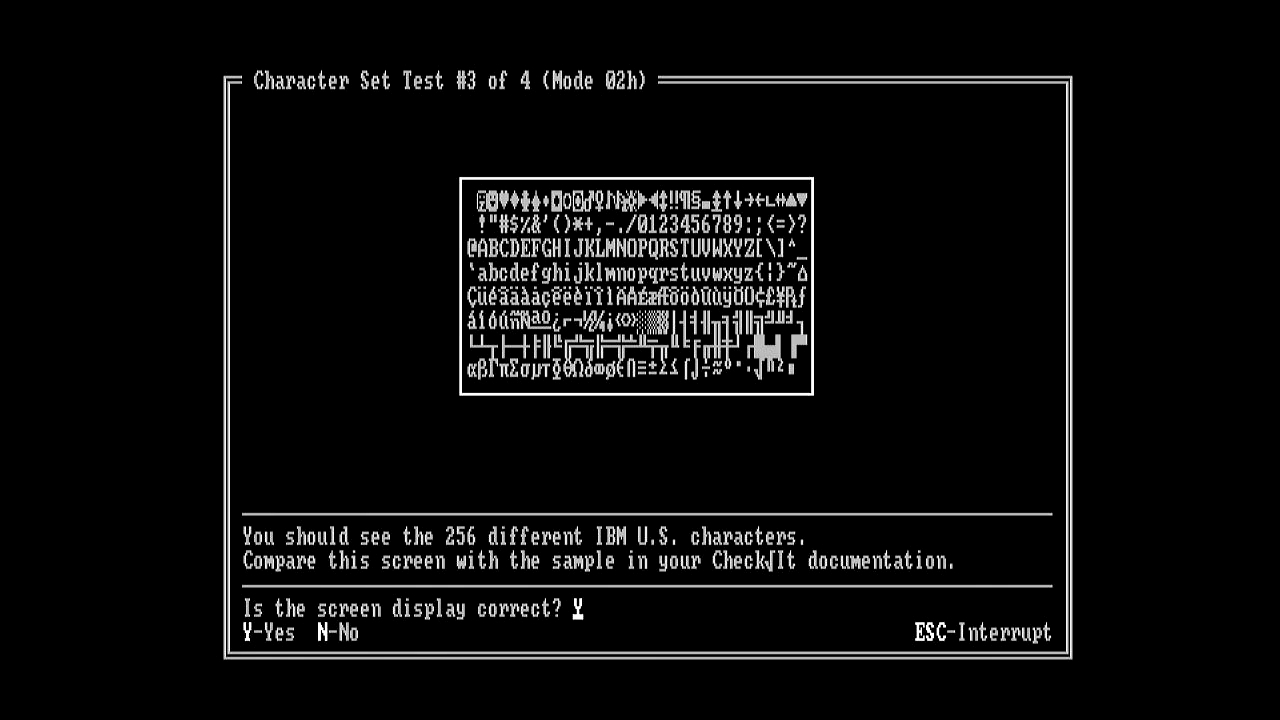 Character Set Test #3 of 4 (Mode 02h)
☺☻♥♦♣♠•◘○◙♂♀♪♫☼►◄↕‼¶§▬↨↑↓→←∟↔▲▼
!"#$%&'()*+,-./0123456789:;<=>?
@ABCDEFGHIJKLMNOPQRSTUVWXYZ[\]^_
`abcdefghijklmnopqrstuvwxyz{¦}~⌂
ÇüéâäàåçêëèïîìÄÅÉæÆôöòûùÿÖÜ¢£¥₧ƒ
áíóúñÑªº¿⌐¬½¼¡«»░▒▓│┤╡╢╖╕╣║╗╝╜╛┐
└┴┬├─┼╞╟╚╔╩╦╠═╬╧╨╤╥╙╘╒╓╫╪┘┌█▄▌▐▀
αßΓπΣσµτΦΘΩδ∞φε∩≡±≥≤⌠⌡÷≈°∙·√ⁿ²■
You should see the 256 different IBM U.S. characters.
Compare this screen with the sample in your Check√It documentation.
Is the screen display correct? Y
Y-Yes N-No ESC-Interrupt